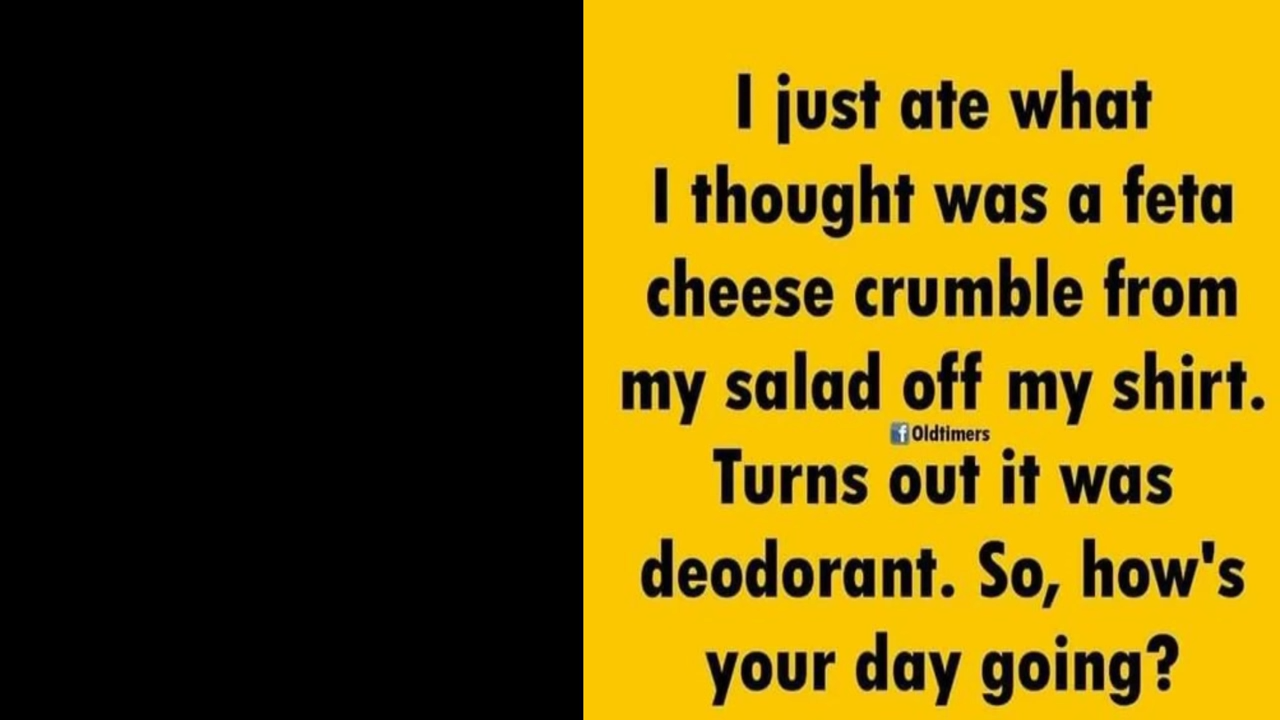 I just ate what
I thought was a feta
cheese crumble from
my salad off my shirt.
Oldtimers
Turns out it was
deodorant. So, how's
your day going?